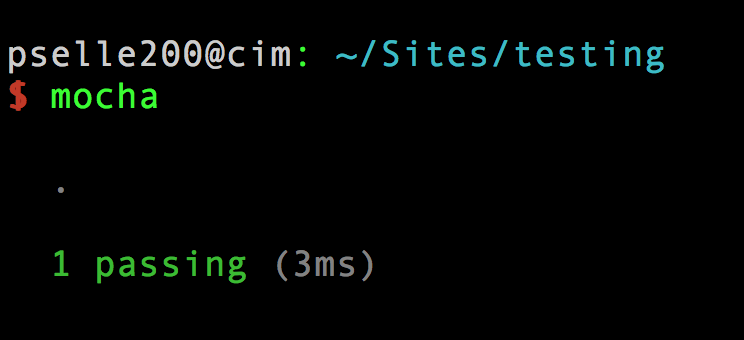 pselle200@cim: ~/Sites/testing
$ mocha
.
1 passing (3ms)